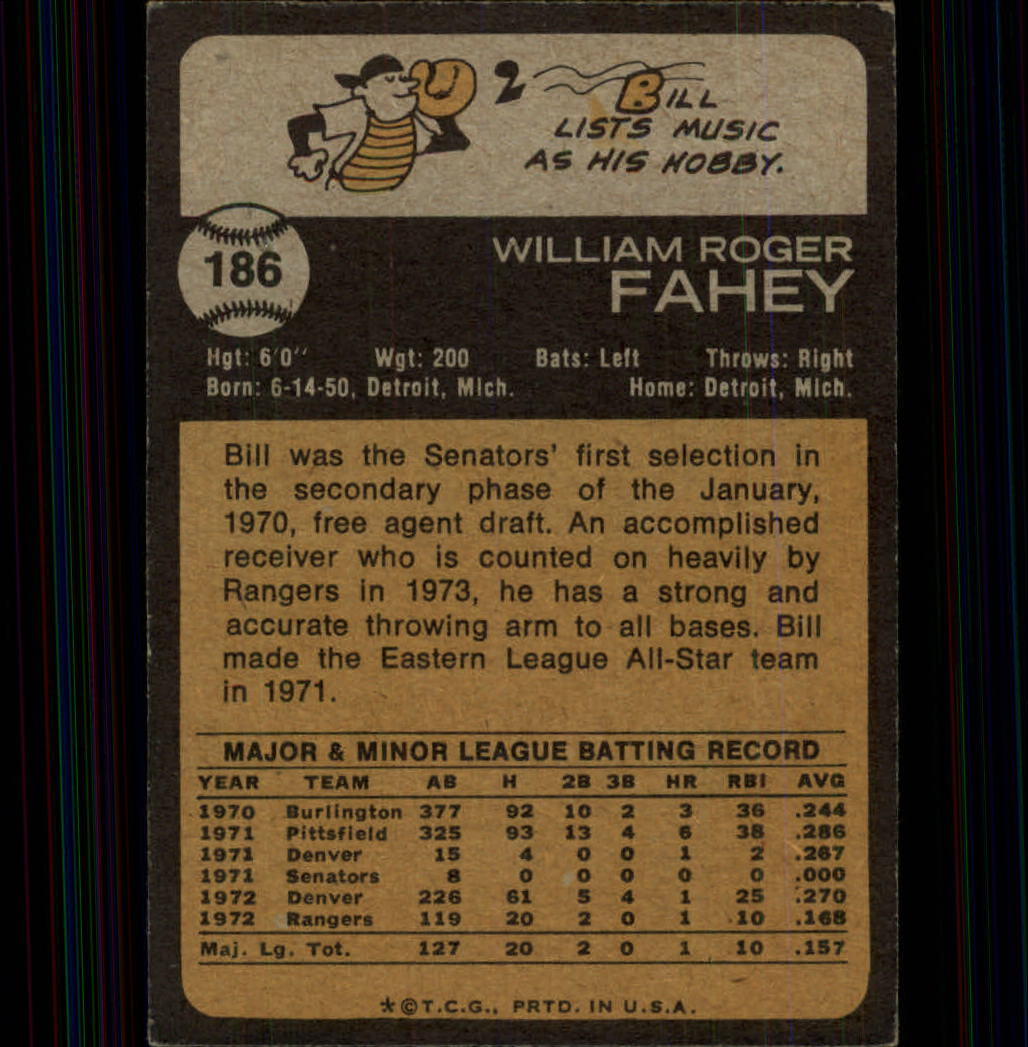 2 BILL
LISTS MUSIC
AS HIS HOBBY.
186
WILLIAM ROGER
FAHEY
Hgt: 6'0" Wgt: 200 Bats: Left Throws: Right
Born: 6-14-50, Detroit, Mich. Home: Detroit, Mich.
Bill was the Senators' first selection in
the secondary phase of the January,
1970, free agent draft. An accomplished
receiver who is counted on heavily by
Rangers in 1973, he has a strong and
accurate throwing arm to all bases. Bill
made the Eastern League All-Star team
in 1971.
MAJOR & MINOR LEAGUE BATTING RECORD
YEAR TEAM AB H 2B 3B HR RBI AVG
1970 Burlington 377 92 10 2 3 36 .244
1971 Pittsfield 325 93 13 4 6 38 .286
1971 Denver 15 4 0 0 1 2 .267
1971 Senators 8 0 0 0 0 0 .000
1972 Denver 226 61 5 4 1 25 .270
1972 Rangers 119 20 2 0 1 10 .168
Maj. Lg. Tot. 127 20 2 0 1 10 .157
*©T.C.G., PRTD. IN U.S.A.